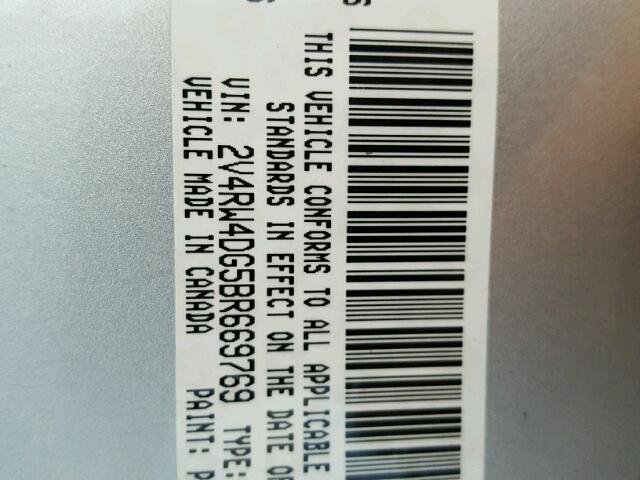 THIS VEHICLE CONFORMS TO ALL APPLICABLE
STANDARDS IN EFFECT ON THE DATE OF
VIN: 2V4RW4DG5BR669769 TYPE:
VEHICLE MADE IN CANADA PAINT: P